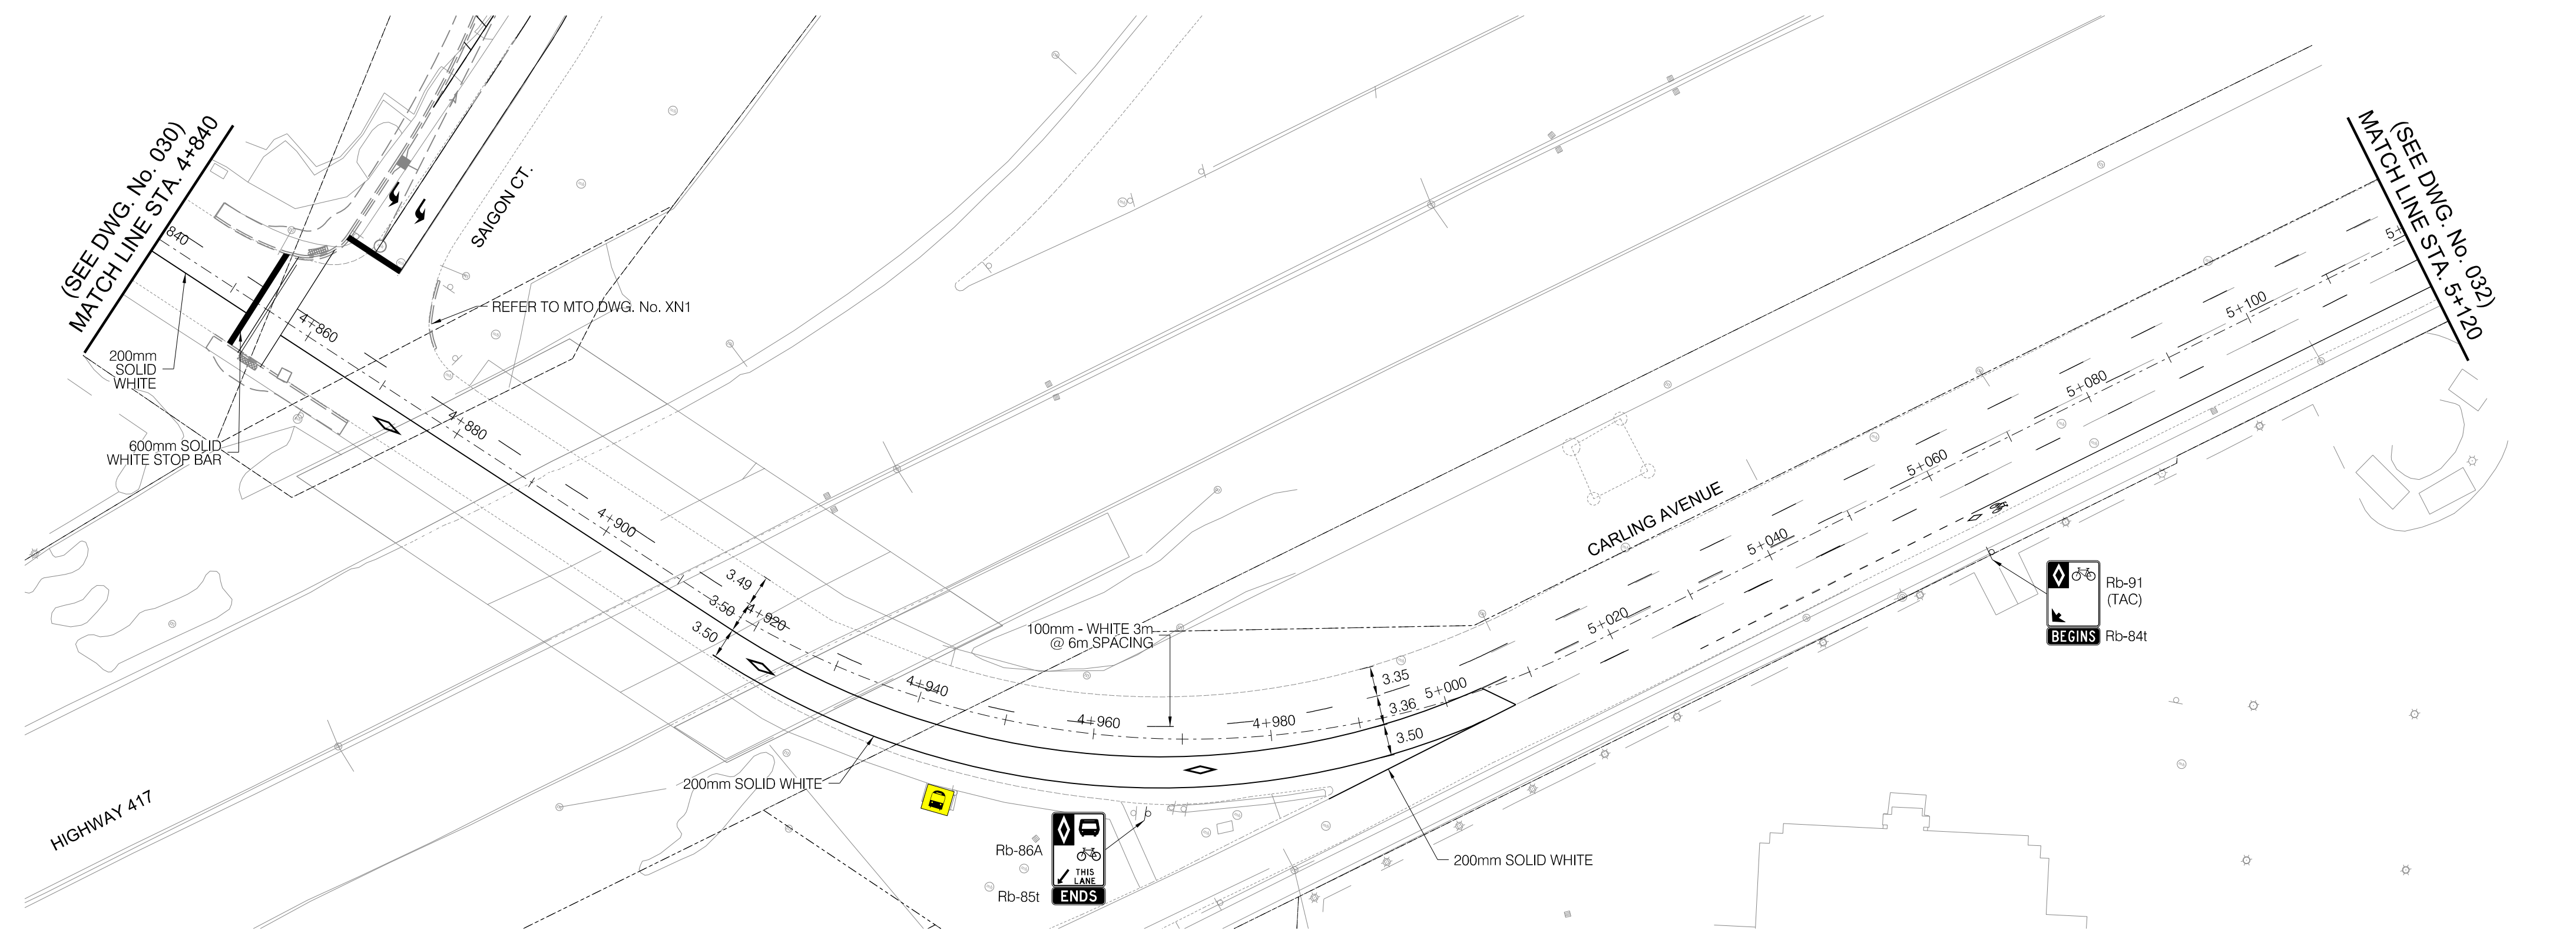 (SEE DWG. No. 030)
MATCH LINE STA. 4+840
840
SAIGON CT.
REFER TO MTO DWG. No. XN1
4+860
200mm
SOLID
WHITE
600mm SOLID
WHITE STOP BAR
4+880
4+900
3.49
3.50
3.50
4+920
4+940
4+960
4+980
5+000
100mm - WHITE 3m
@ 6m SPACING
3.35
3.36
3.50
200mm SOLID WHITE
HIGHWAY 417
Rb-86A
THIS
LANE
Rb-85t
ENDS
200mm SOLID WHITE
CARLING AVENUE
5+020
5+040
5+060
5+080
5+100
5+
Rb-91
(TAC)
BEGINS
Rb-84t
(SEE DWG. No. 032)
MATCH LINE STA. 5+120